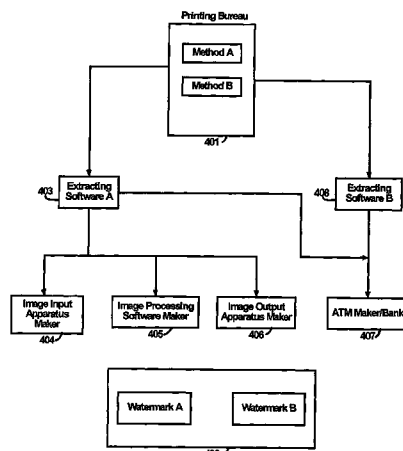 Printing Bureau
Method A
Method B
401
403
Extracting
Software A
408
Extracting
Software B
Image Input
Apparatus
Maker
404
Image Processing
Software Maker
405
Image Output
Apparatus Maker
406
ATM Maker/Bank
407
Watermark A
Watermark B